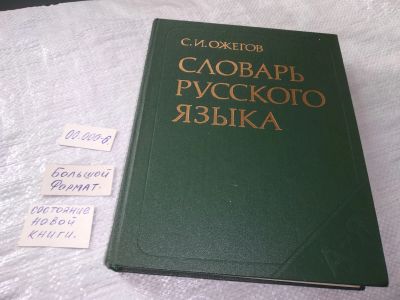 С.И.ОЖЕГОВ
СЛОВАРЬ
РУССКОГО
ЯЗЫКА
00.000-б.
Большой
Формат.
состояние
новой
книги.